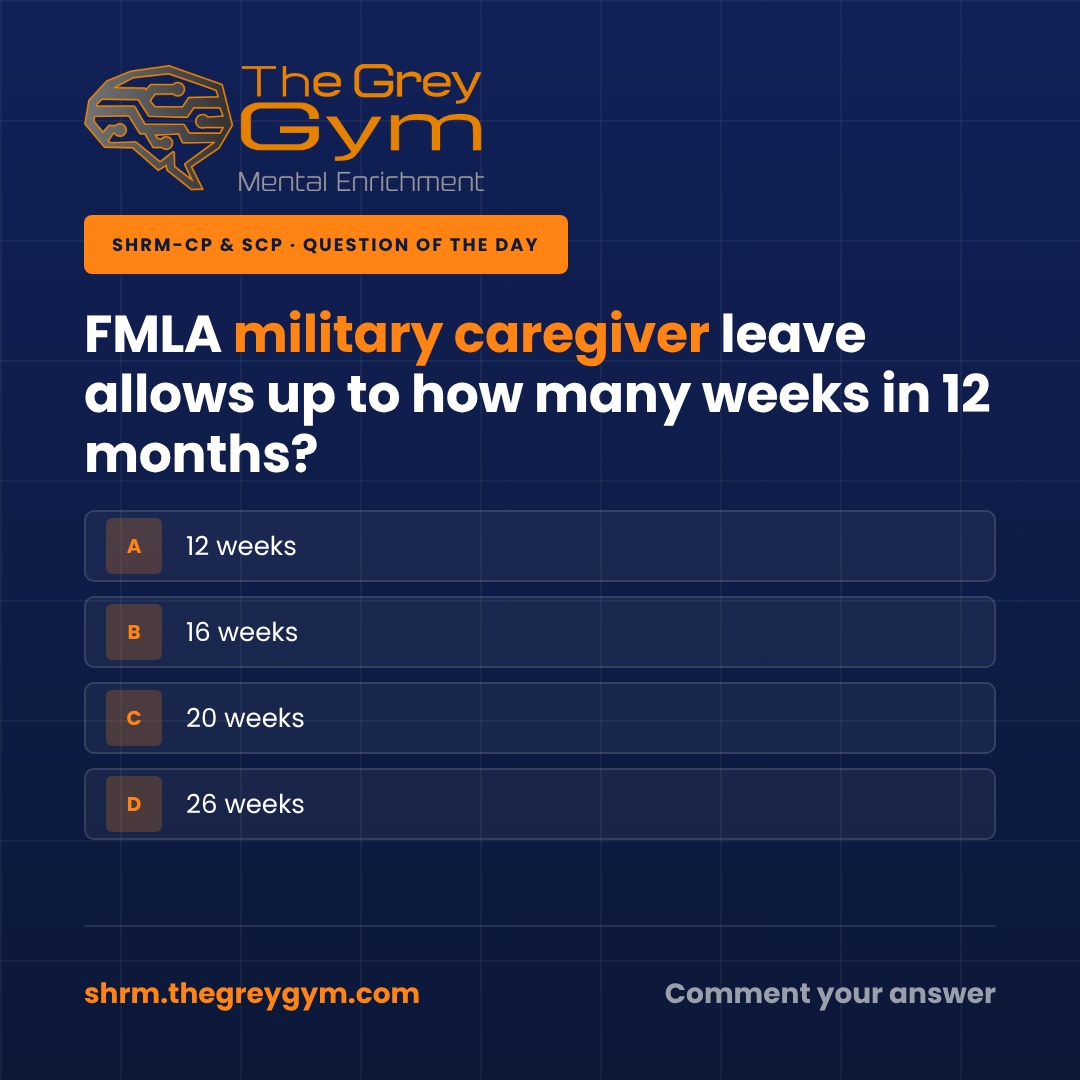 The Grey
Gym
Mental Enrichment
SHRM-CP & SCP · QUESTION OF THE DAY
FMLA military caregiver leave
allows up to how many weeks in 12
months?
A 12 weeks
B 16 weeks
C 20 weeks
D 26 weeks
shrm.thegreygym.com
Comment your answer